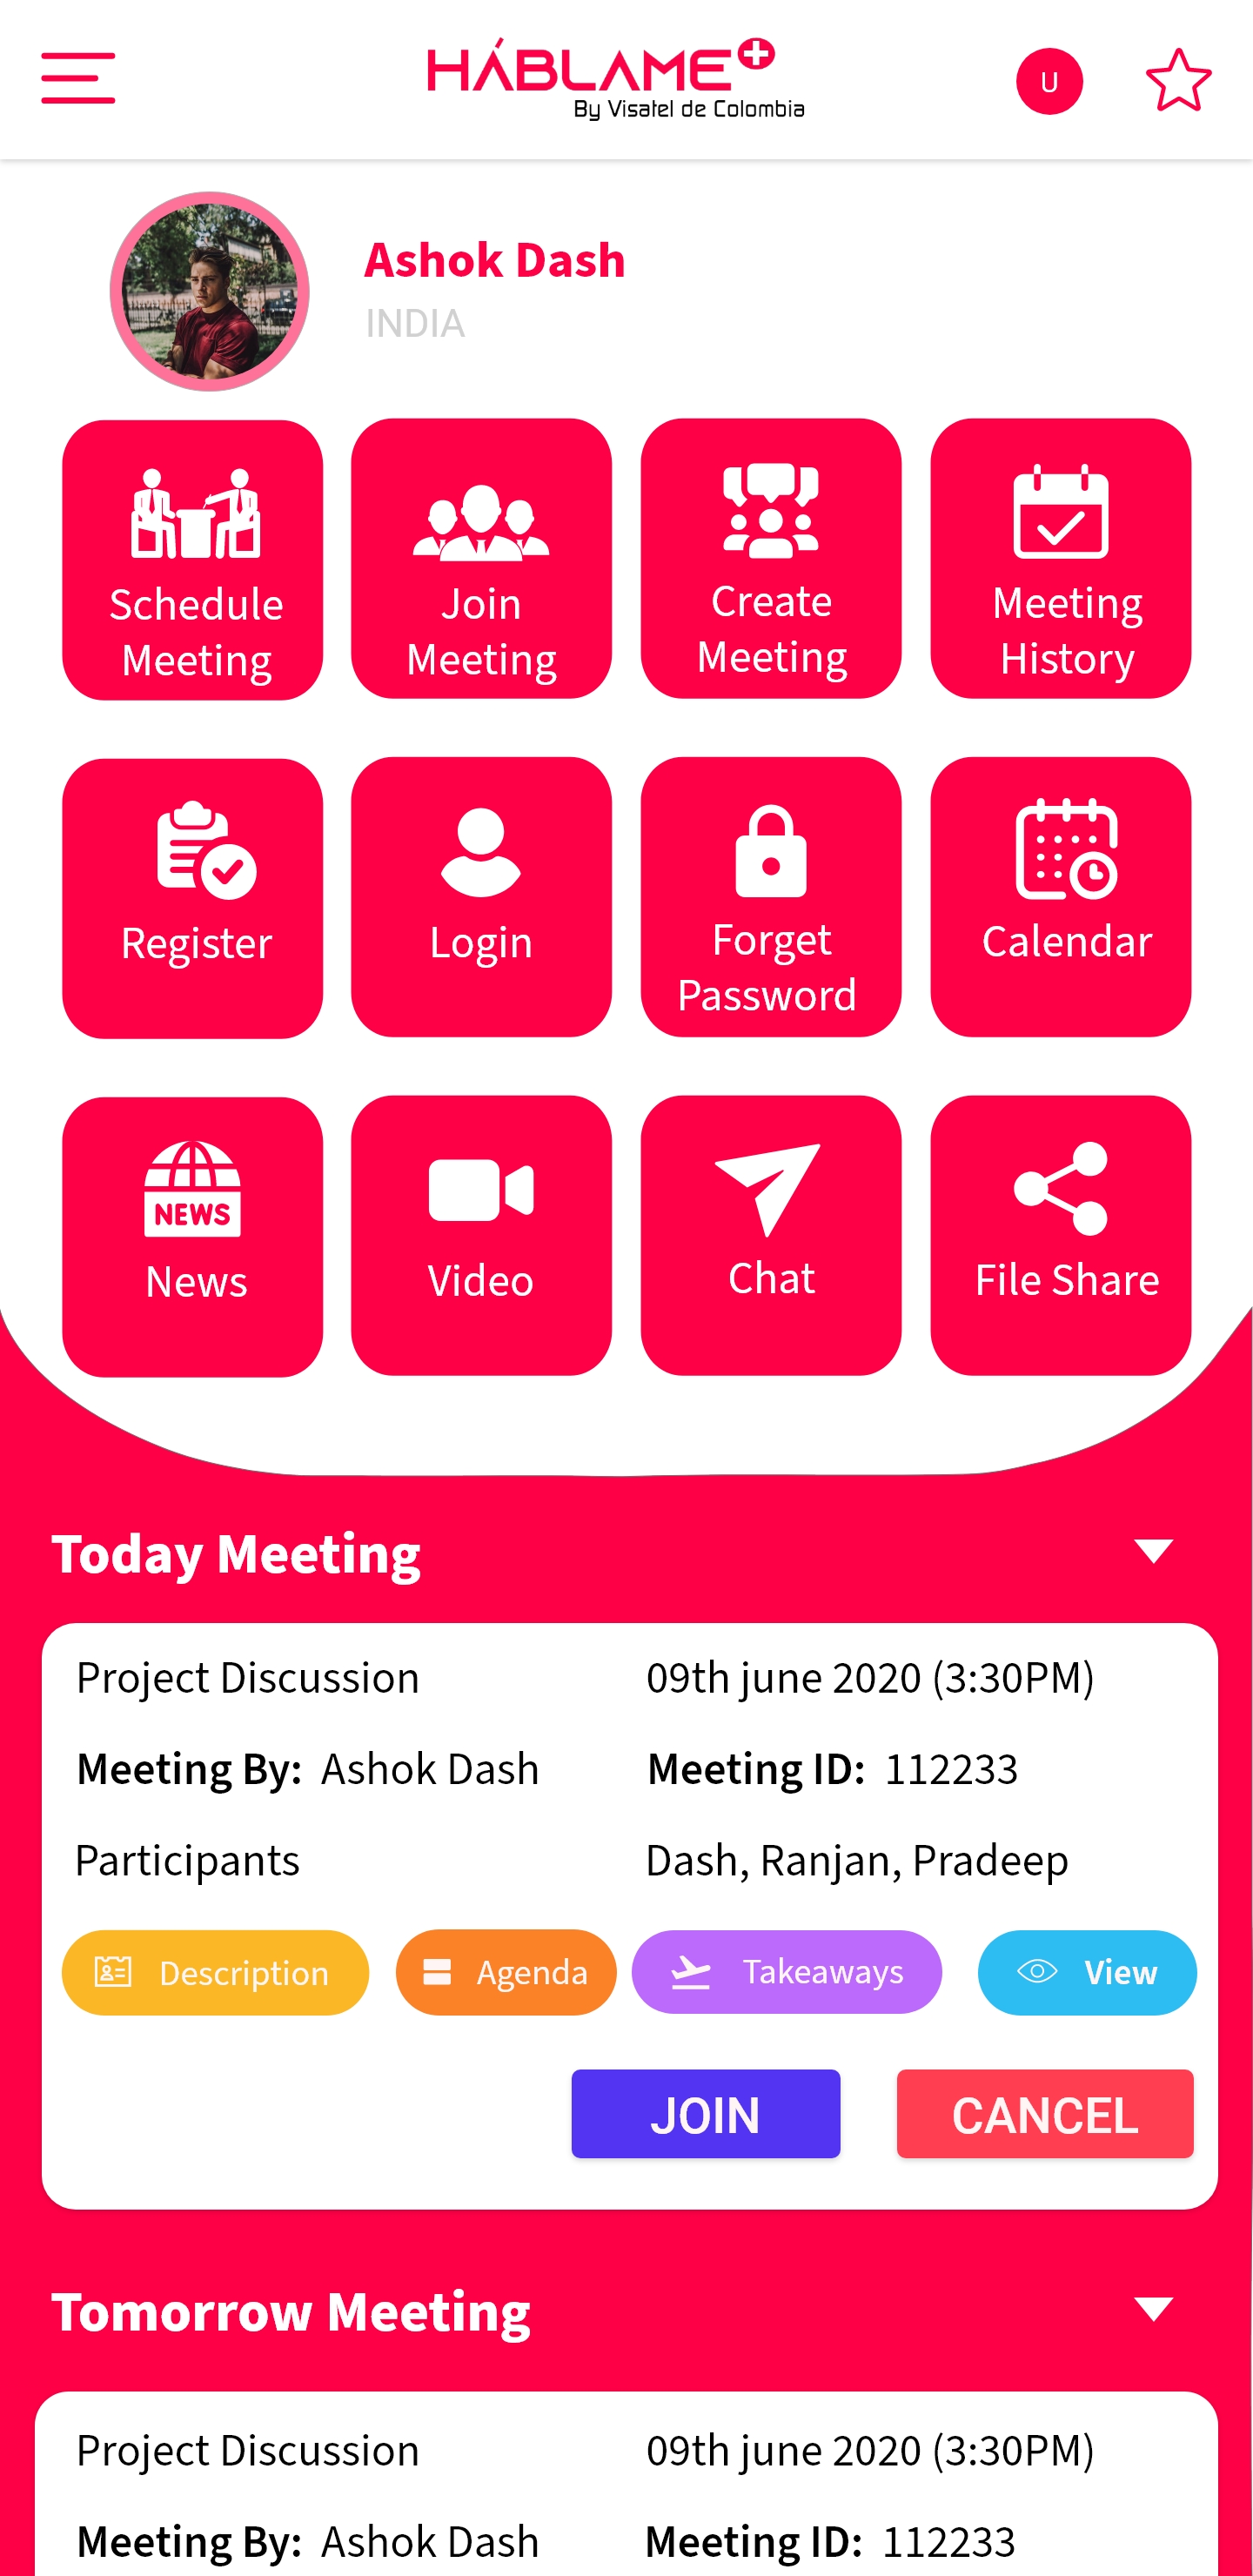 HÁBLAME
By Visatel de Colombia
U
Ashok Dash
INDIA
Schedule
Meeting
Join
Meeting
Create
Meeting
Meeting
History
Register
Login
Forget
Password
Calendar
NEWS
News
Video
Chat
File Share
Today Meeting
Project Discussion
09th june 2020 (3:30PM)
Meeting By: Ashok Dash
Meeting ID: 112233
Participants
Dash, Ranjan, Pradeep
Description
Agenda
Takeaways
View
JOIN
CANCEL
Tomorrow Meeting
Project Discussion
09th june 2020 (3:30PM)
Meeting By: Ashok Dash
Meeting ID: 112233